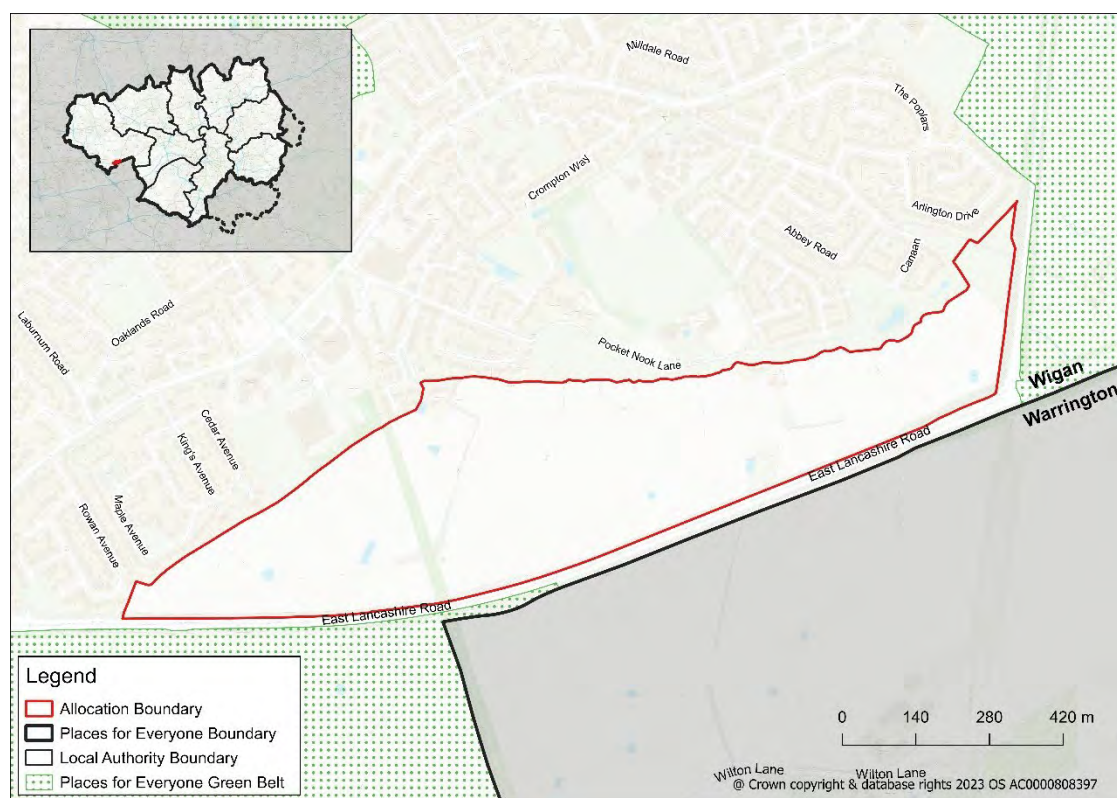 Milldale Road
The Poplars
Crompton Way
Arlington Drive
Abbey Road
Canaan
Laburnum Road
Oaklands Road
Pocket Nook Lane
Wigan
Warrington
Cedar Avenue
King's Avenue
Maple Avenue
Rowan Avenue
East Lancashire Road
East Lancashire Road
Legend
Allocation Boundary
Places for Everyone Boundary
Local Authority Boundary
Places for Everyone Green Belt
0 140 280 420 m
Wilton Lane
Wilton Lane
@ Crown copyright & database rights 2023 OS AC0000808397